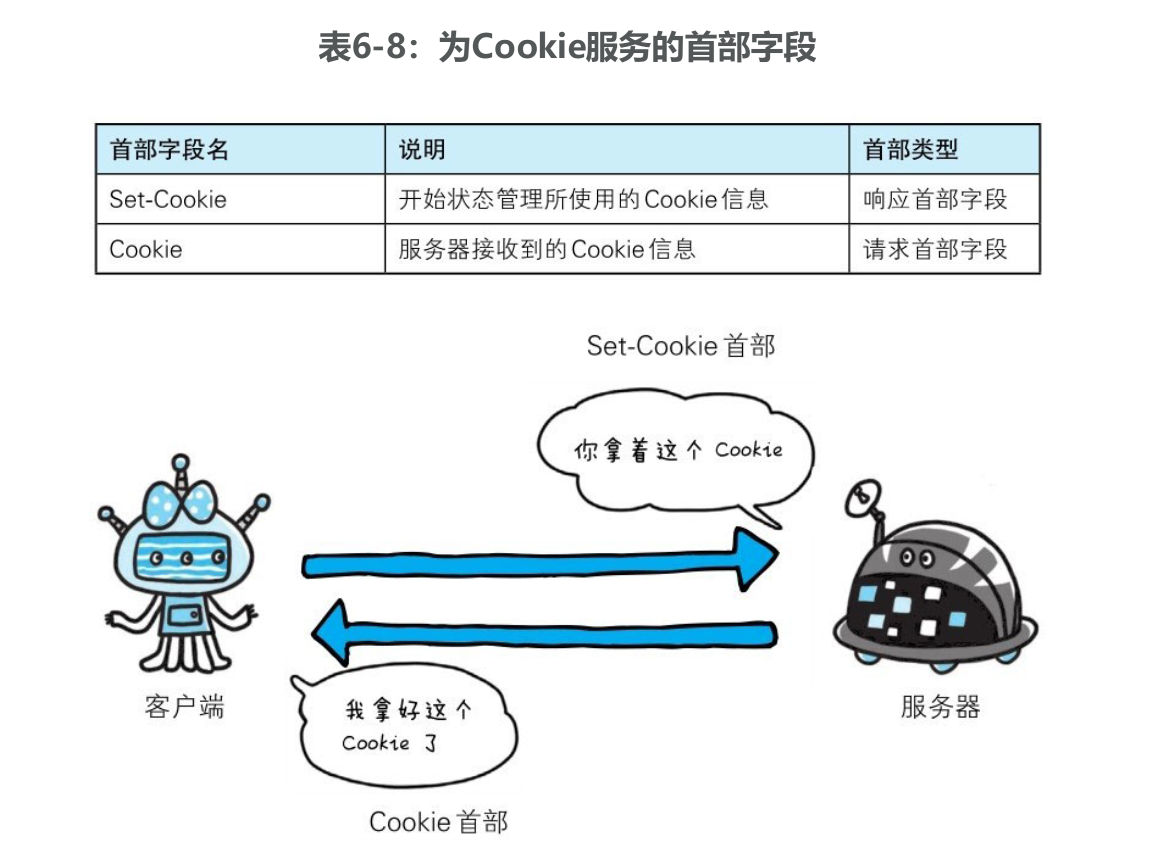 表6-8：为Cookie服务的首部字段
首部字段名 说明 首部类型
Set-Cookie 开始状态管理所使用的Cookie信息 响应首部字段
Cookie 服务器接收到的Cookie信息 请求首部字段
Set-Cookie 首部
你拿着这个 Cookie
客户端
服务器
我拿好这个
Cookie 了
Cookie 首部